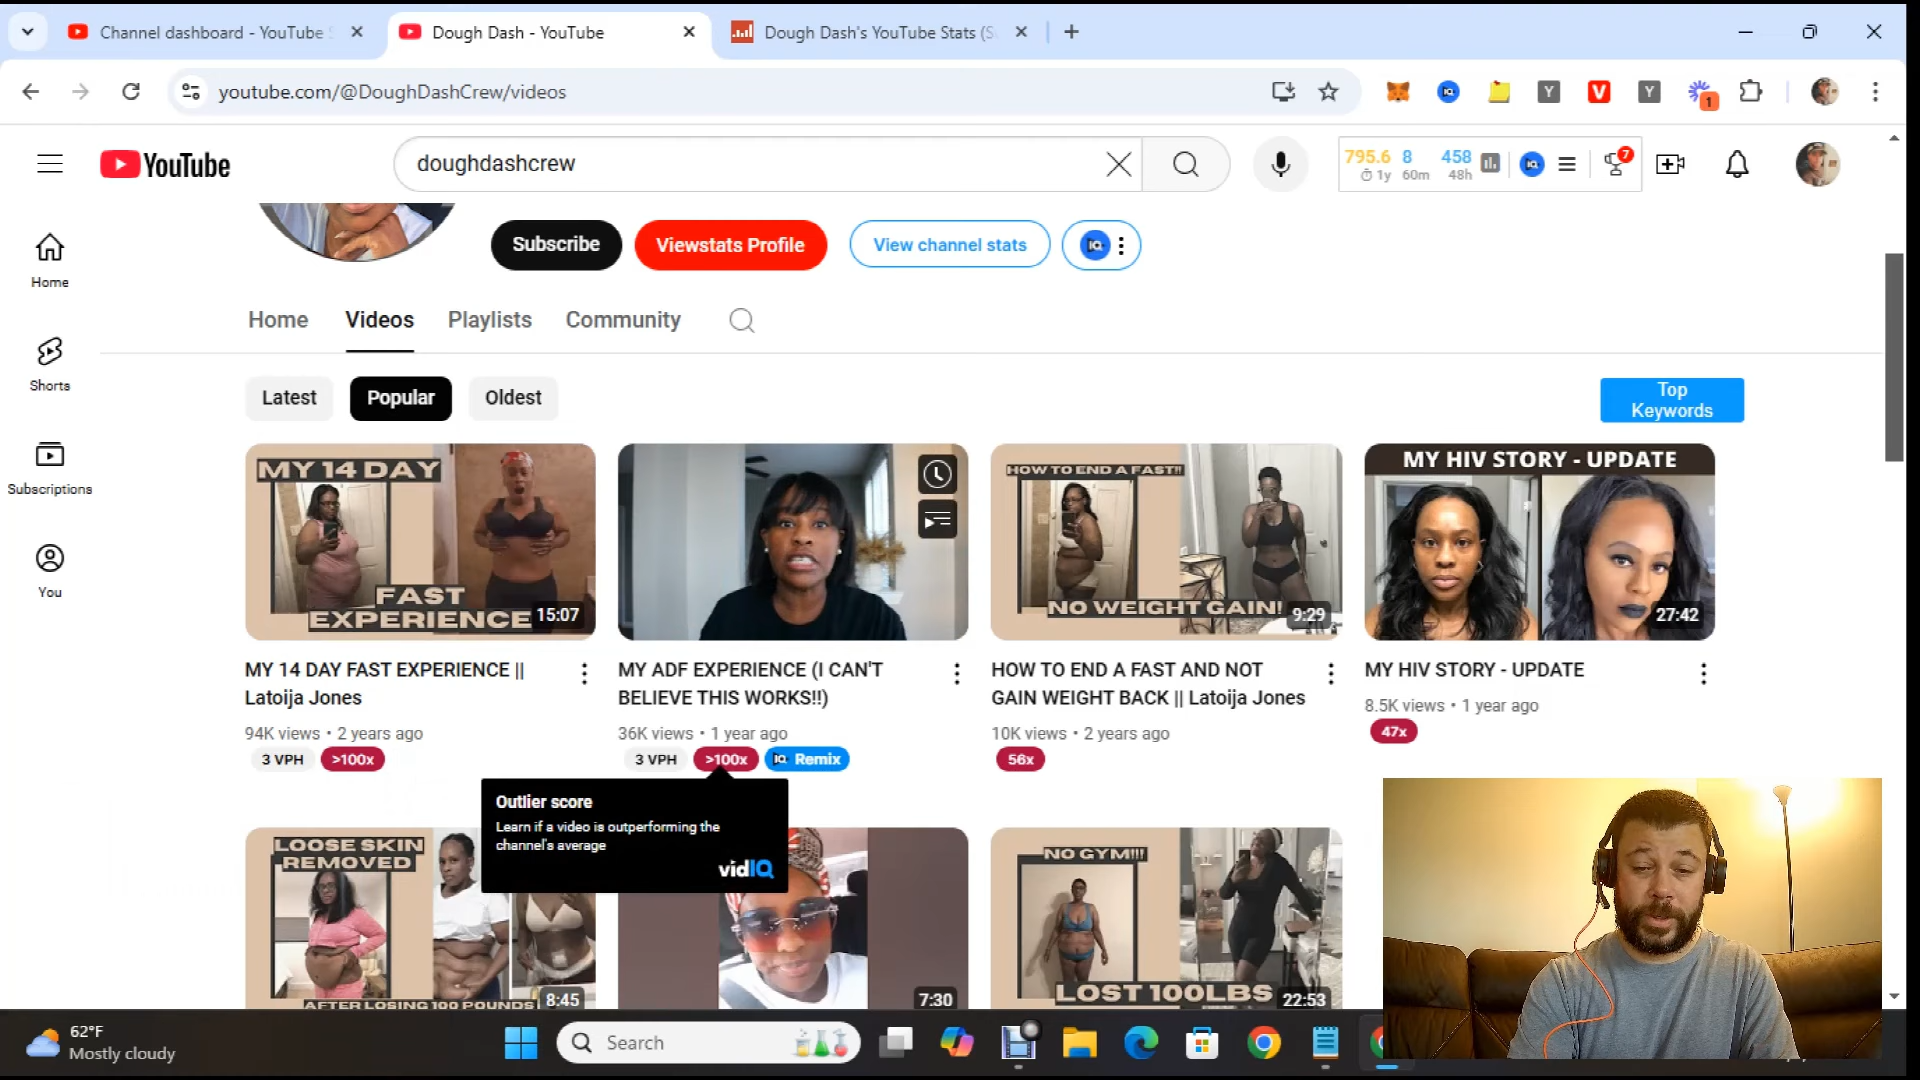 Channel dashboard - YouTube S
Dough Dash - YouTube
Dough Dash's YouTube Stats (S
youtube.com/@DoughDashCrew/videos
1
YouTube
doughdashcrew
795.6 8 458
1y 60m 48h
7
Home
Shorts
Subscriptions
You
Subscribe
Viewstats Profile
View channel stats
Home
Videos
Playlists
Community
Latest
Popular
Oldest
Top
Keywords
MY 14 DAY
FAST
EXPERIENCE
15:07
HOW TO END A FAST!!
NO WEIGHT GAIN!
9:29
MY HIV STORY - UPDATE
27:42
MY 14 DAY FAST EXPERIENCE ||
Latoija Jones
94K views • 2 years ago
3 VPH >100x
MY ADF EXPERIENCE (I CAN'T
BELIEVE THIS WORKS!!)
36K views • 1 year ago
3 VPH >100x Remix
HOW TO END A FAST AND NOT
GAIN WEIGHT BACK || Latoija Jones
10K views • 2 years ago
56x
MY HIV STORY - UPDATE
8.5K views • 1 year ago
47x
Outlier score
Learn if a video is outperforming the
channel's average
vidIQ
LOOSE SKIN
REMOVED
AFTER LOSING 100 POUNDS
8:45
7:30
NO GYM!!!
LOST 100LBS
22:53
62°F
Mostly cloudy
Search